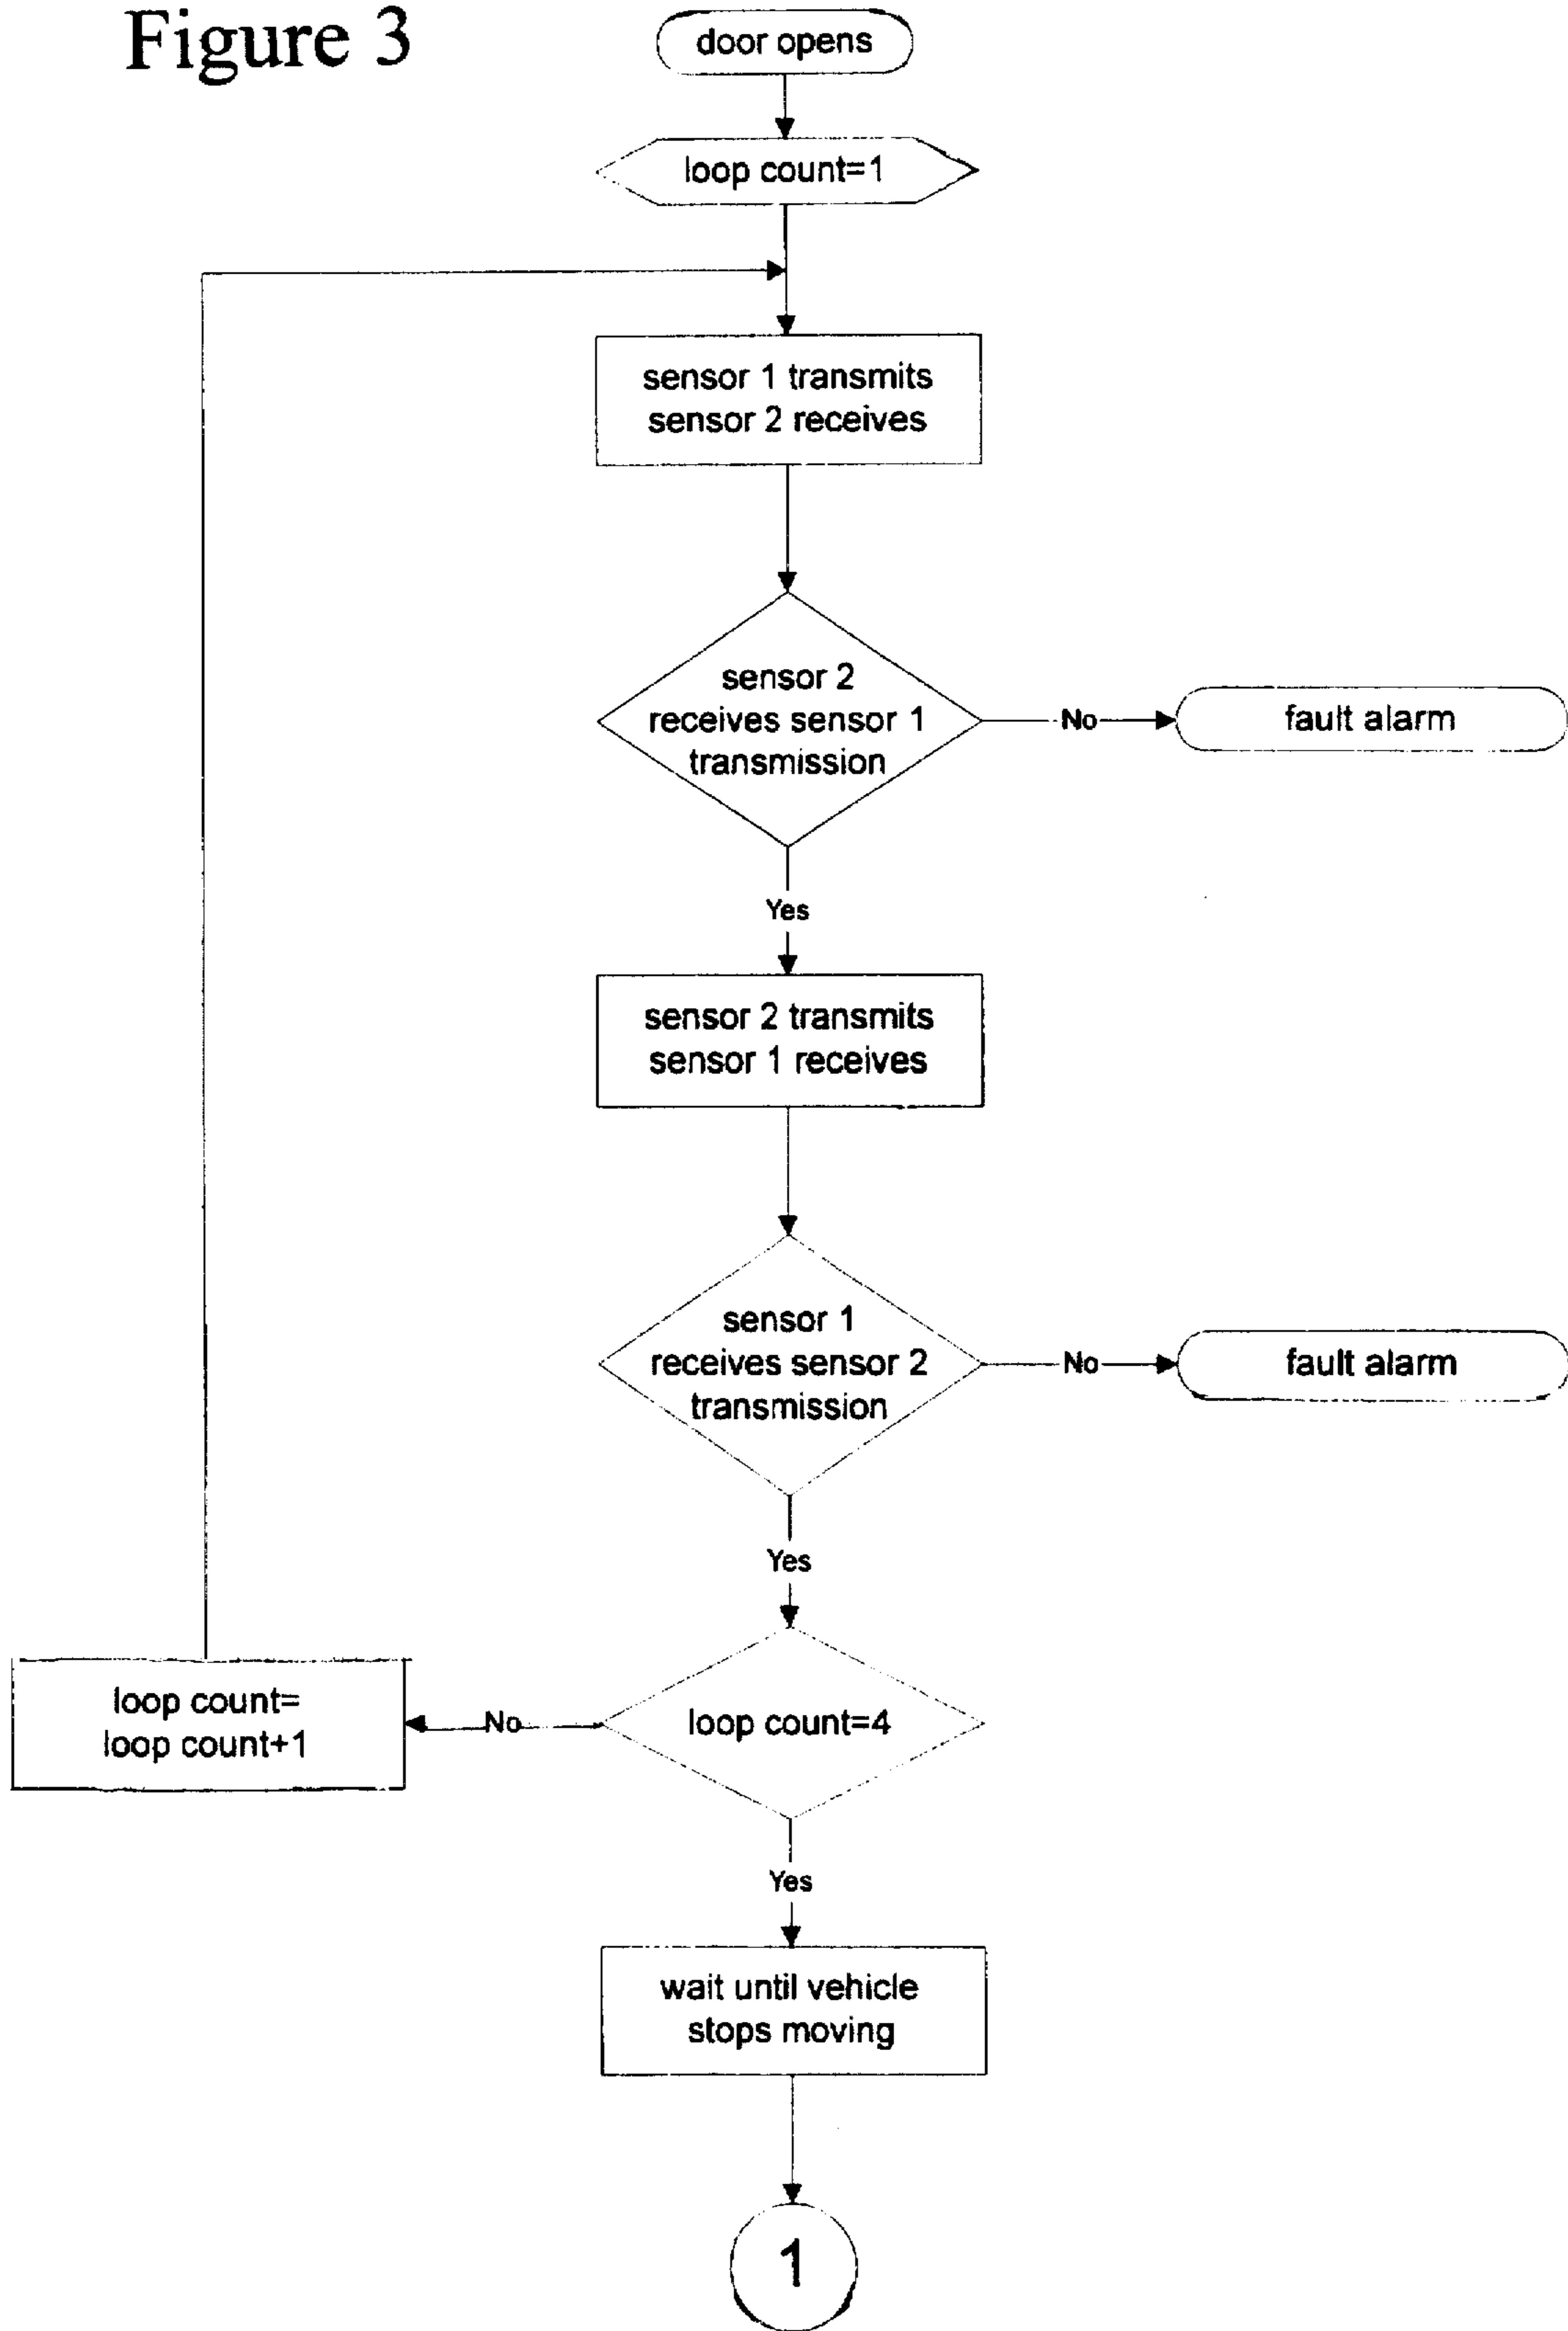 Figure 3
door opens
loop count=1
sensor 1 transmits
sensor 2 receives
sensor 2
receives sensor 1
transmission
No
fault alarm
Yes
sensor 2 transmits
sensor 1 receives
sensor 1
receives sensor 2
transmission
No
fault alarm
Yes
loop count=
loop count+1
No
loop count=4
Yes
wait until vehicle
stops moving
1